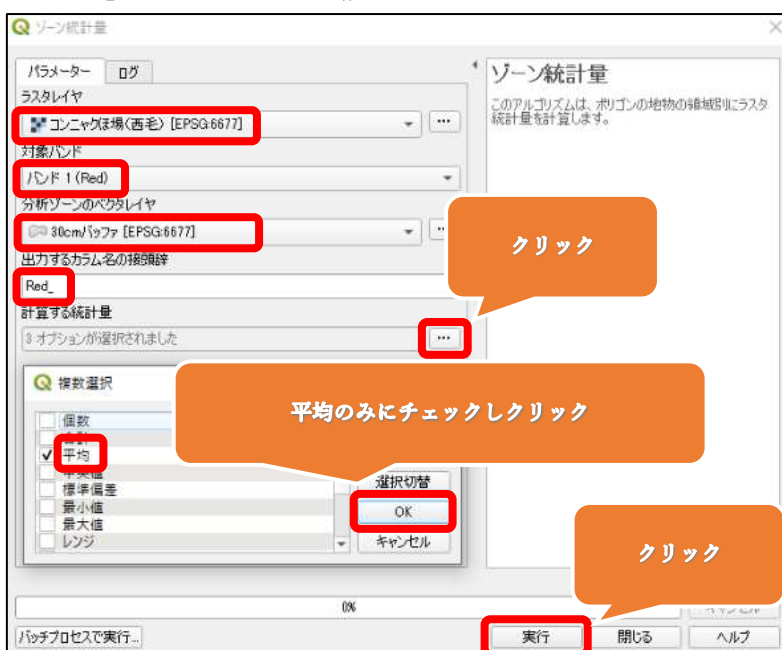 ゾーン統計量
パラメーター
ログ
ラスタレイヤ
コンニャクほ場(西毛) [EPSG:6677]
対象バンド
バンド 1 (Red)
分析ゾーンのベクタレイヤ
30cmバッファ [EPSG:6677]
出力するカラム名の接頭辞
Red_
計算する統計量
3 オプションが選択されました
...
複数選択
個数
平均
標準偏差
最小値
最大値
レンジ
選択切替
OK
キャンセル
ゾーン統計量
このアルゴリズムは、ポリゴンの地物の領域別にラスタ
統計量を計算します。
クリック
平均のみにチェックしクリック
クリック
0%
バッチプロセスで実行...
実行
閉じる
ヘルプ